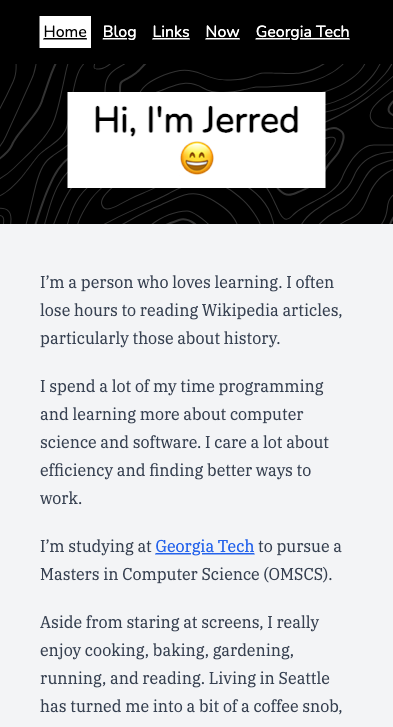 Home Blog Links Now Georgia Tech
Hi, I'm Jerred
😄
I’m a person who loves learning. I often
lose hours to reading Wikipedia articles,
particularly those about history.
I spend a lot of my time programming
and learning more about computer
science and software. I care a lot about
efficiency and finding better ways to
work.
I’m studying at Georgia Tech to pursue a
Masters in Computer Science (OMSCS).
Aside from staring at screens, I really
enjoy cooking, baking, gardening,
running, and reading. Living in Seattle
has turned me into a bit of a coffee snob,